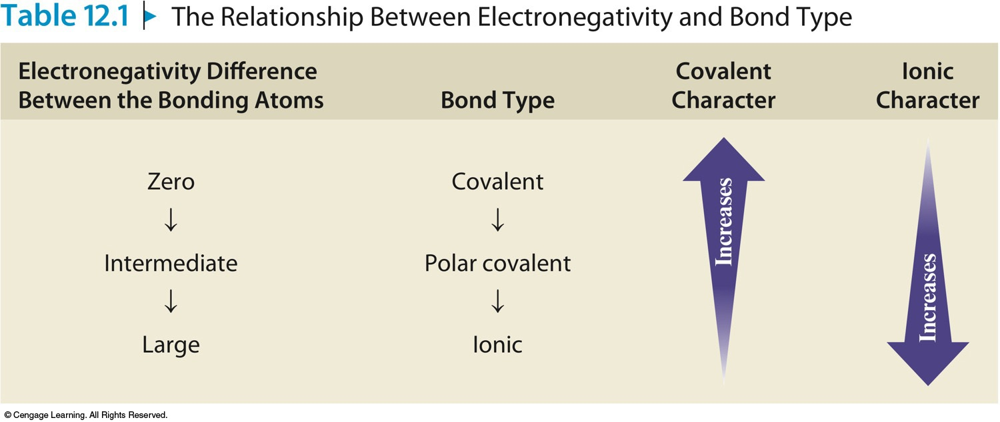 Table 12.1 The Relationship Between Electronegativity and Bond Type
Electronegativity Difference
Between the Bonding Atoms
Bond Type
Covalent
Character
Ionic
Character
Zero
Covalent
↓
↓
Intermediate
Polar covalent
↓
↓
Large
Ionic
Increases
Increases
© Cengage Learning. All Rights Reserved.